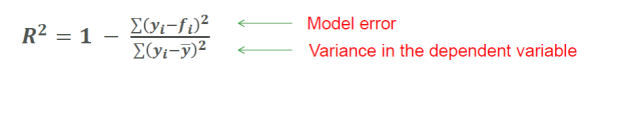 R² = 1 − Σ(yᵢ−fᵢ)² / Σ(yᵢ−ȳ)²
Model error
Variance in the dependent variable